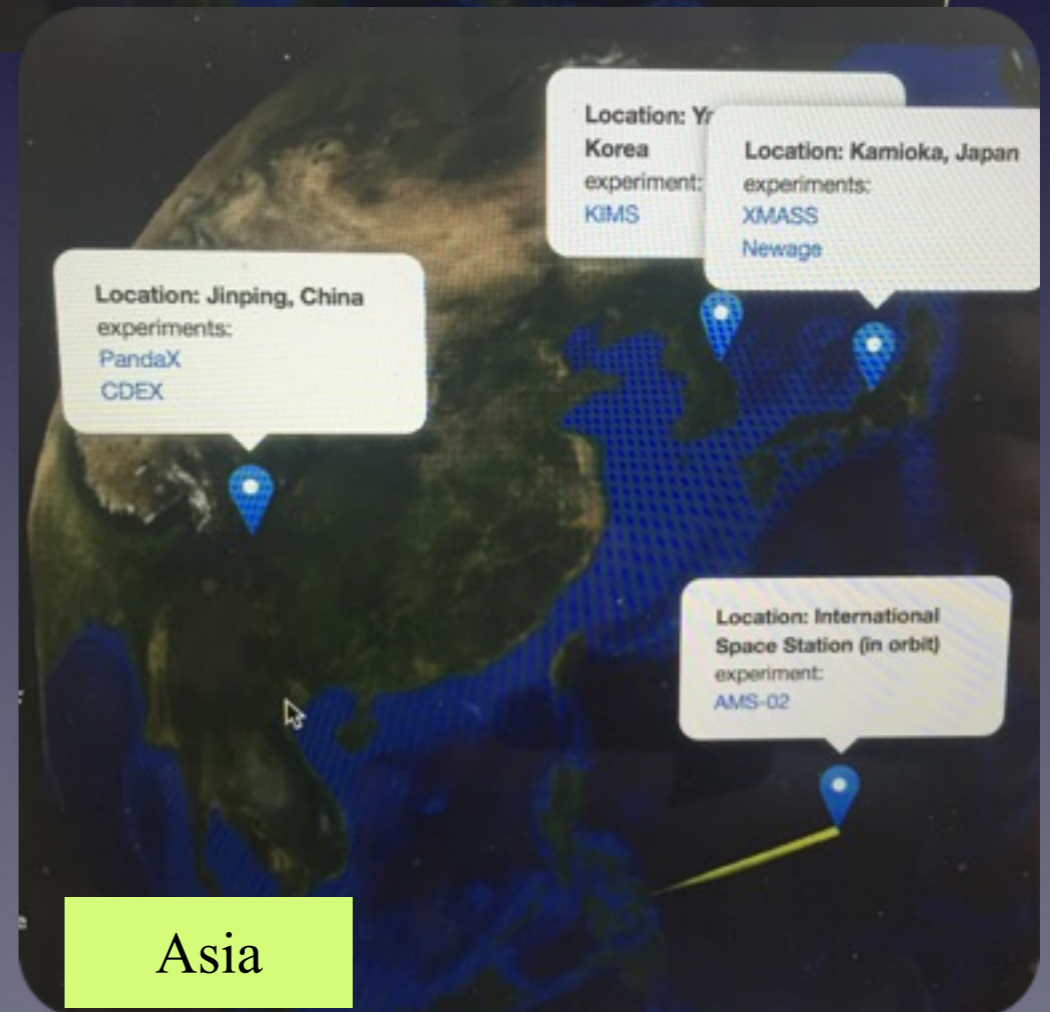 Location: Jinping, China
experiments:
PandaX
CDEX
Location:
Korea
experiment:
KIMS
Location: Kamioka, Japan
experiments:
XMASS
Newage
Location: International
Space Station (in orbit)
experiment:
AMS-02
Asia